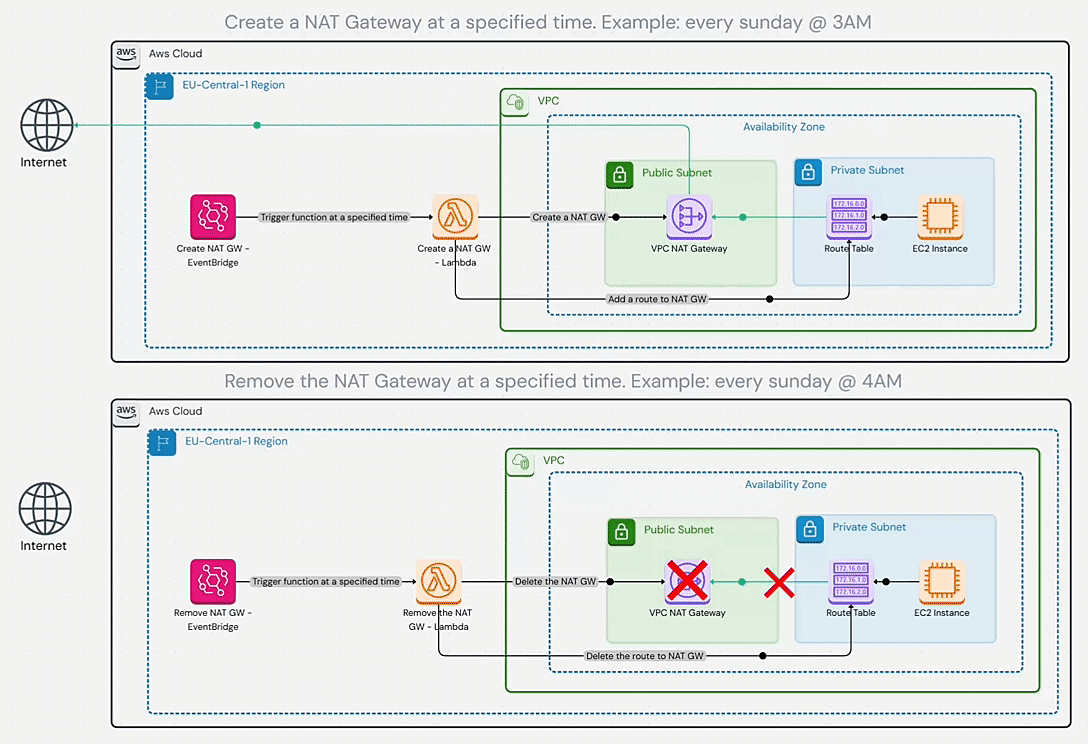 Create a NAT Gateway at a specified time. Example: every sunday @ 3AM
aws
Aws Cloud
EU-Central-1 Region
VPC
Availability Zone
Internet
Public Subnet
Private Subnet
Trigger function at a specified time
Create a NAT GW
172.16.0.0
172.16.1.0
172.16.2.0
Create NAT GW -
EventBridge
Create a NAT GW
- Lambda
VPC NAT Gateway
Route Table
EC2 Instance
Add a route to NAT GW
Remove the NAT Gateway at a specified time. Example: every sunday @ 4AM
aws
Aws Cloud
EU-Central-1 Region
VPC
Availability Zone
Internet
Public Subnet
Private Subnet
Trigger function at a specified time
Delete the NAT GW
172.16.0.0
172.16.1.0
172.16.2.0
Remove NAT GW -
EventBridge
Remove the NAT
GW - Lambda
VPC NAT Gateway
Route Table
EC2 Instance
Delete the route to NAT GW